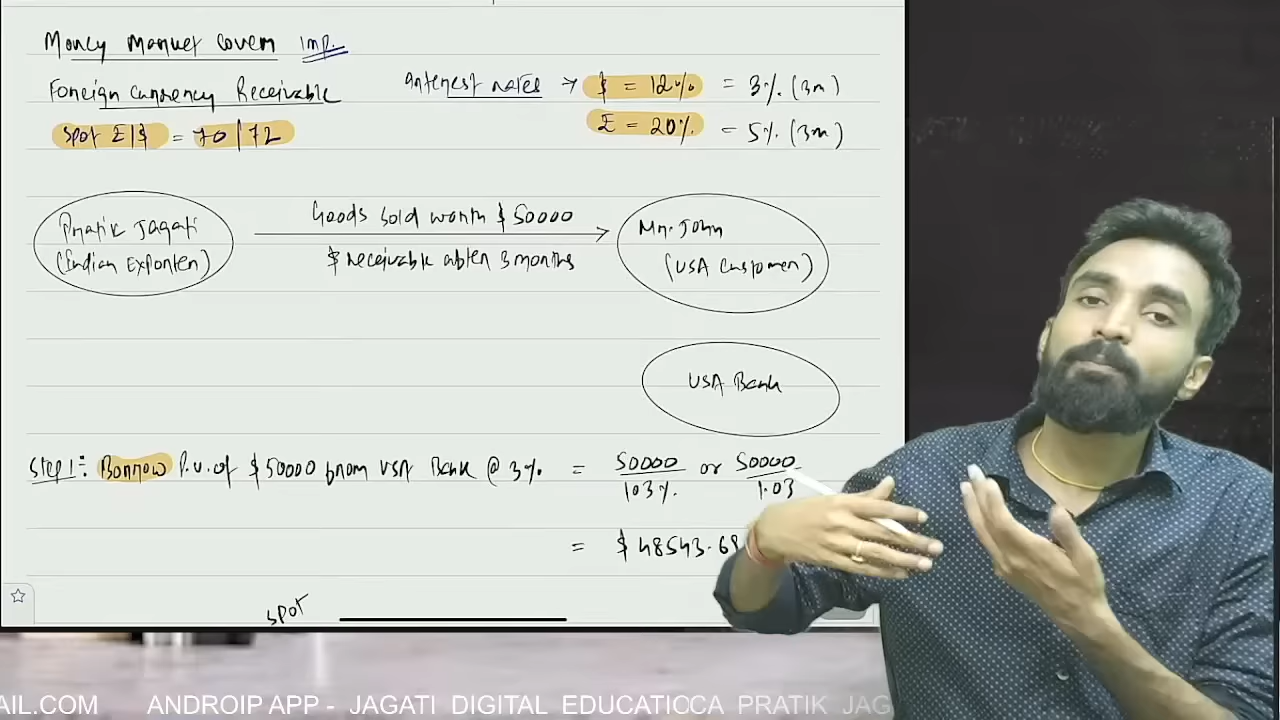 Money Market Cover Imp.
Foreign Currency Receivable
Interest rates → $ = 12% = 3% (3m)
Spot ₹/$ = 70/72
₹ = 20% = 5% (3m)
Pratik Jagati
(Indian Exporter)
Goods sold worth $50000
$ receivable after 3 months
Mr. John
(USA Customer)
USA Bank
Step 1: Borrow P.V. of $50000 from USA Bank @ 3% = 50000/103% or 50000/1.03
= $48543.68
spot
AIL.COM ANDROIP APP - JAGATI DIGITAL EDUCATIOCA PRATIK JAG